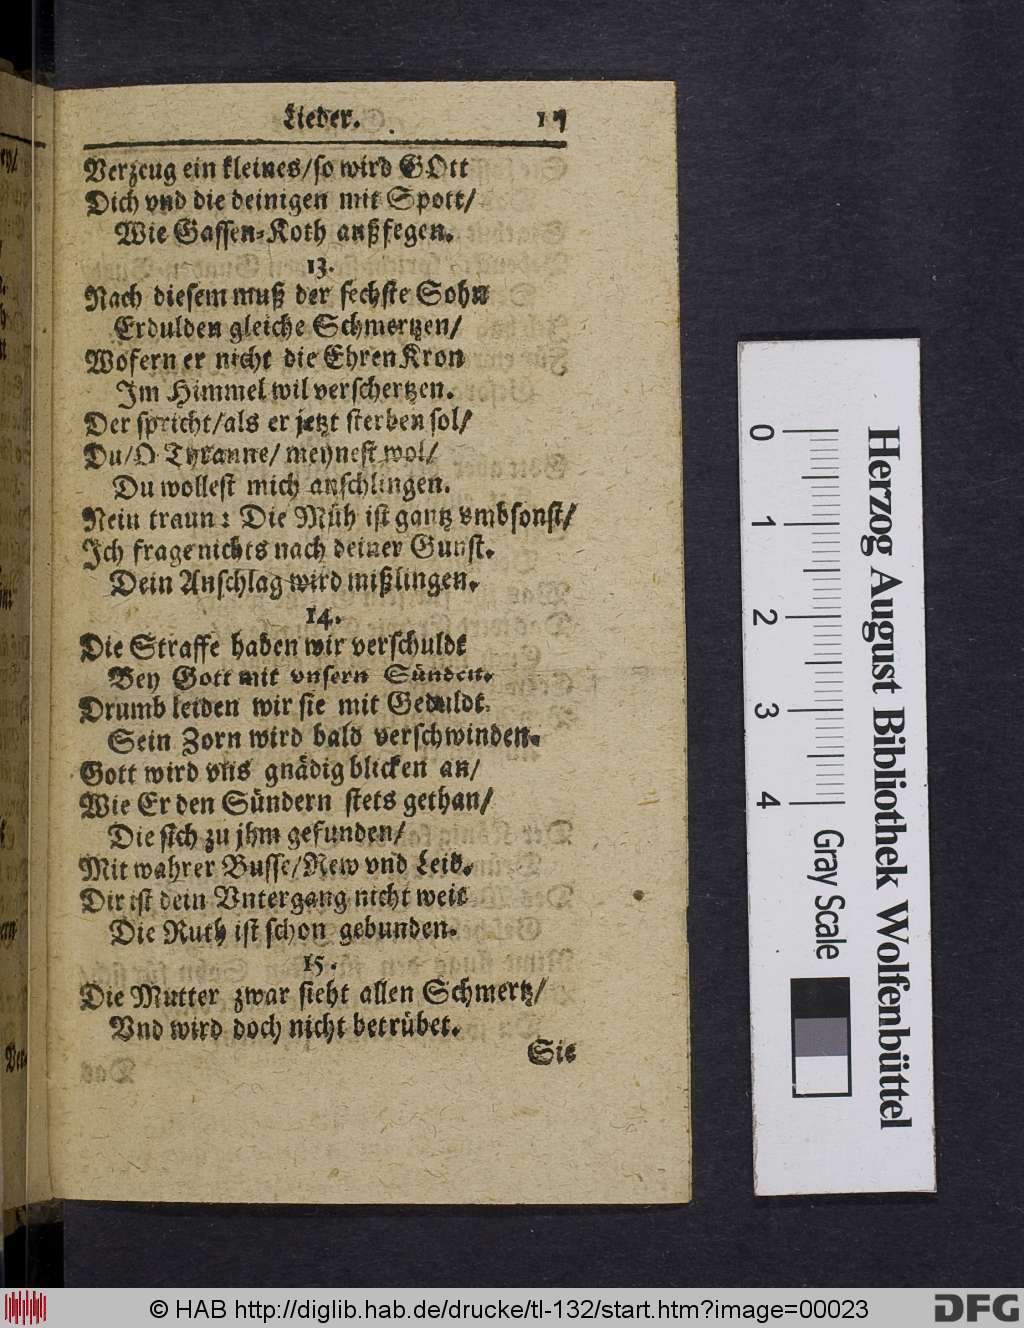 Lieder. 17
Verzeug ein kleines/so wird GOtt
Dich vnd die deinigen mit Spott/
Wie Gassen-Koth außfegen.
13.
Nach diesem muß der sechste Sohn
Erdulden gleiche Schmertzen/
Wofern er nicht die Ehren Kron
Im Himmel wil verschertzen.
Der spricht/als er jetzt sterben sol/
Du/O Tyranne/ meynest wol/
Du wollest mich anschlingen.
Nein traun: Die Müh ist gantz vmbsonst/
Ich frage nichts nach deiner Gunst.
Dein Anschlag wird mißlingen.
14.
Die Straffe haben wir verschuldt
Bey Gott mit vnsern Sünden.
Drumb leiden wir sie mit Geduldt.
Sein Zorn wird bald verschwinden.
Gott wird vns gnädig blicken an/
Wie Er den Sündern stets gethan/
Die sich zu jhm gefunden/
Mit wahrer Busse/Rew vnd Leid.
Dir ist dein Vntergang nicht weit
Die Ruth ist schon gebunden.
15.
Die Mutter zwar sieht allen Schmertz/
Vnd wird doch nicht betrübet.
Sie
0 1 2 3 4 Gray Scale
Herzog August Bibliothek Wolfenbüttel
© HAB http://diglib.hab.de/drucke/tl-132/start.htm?image=00023 DFG